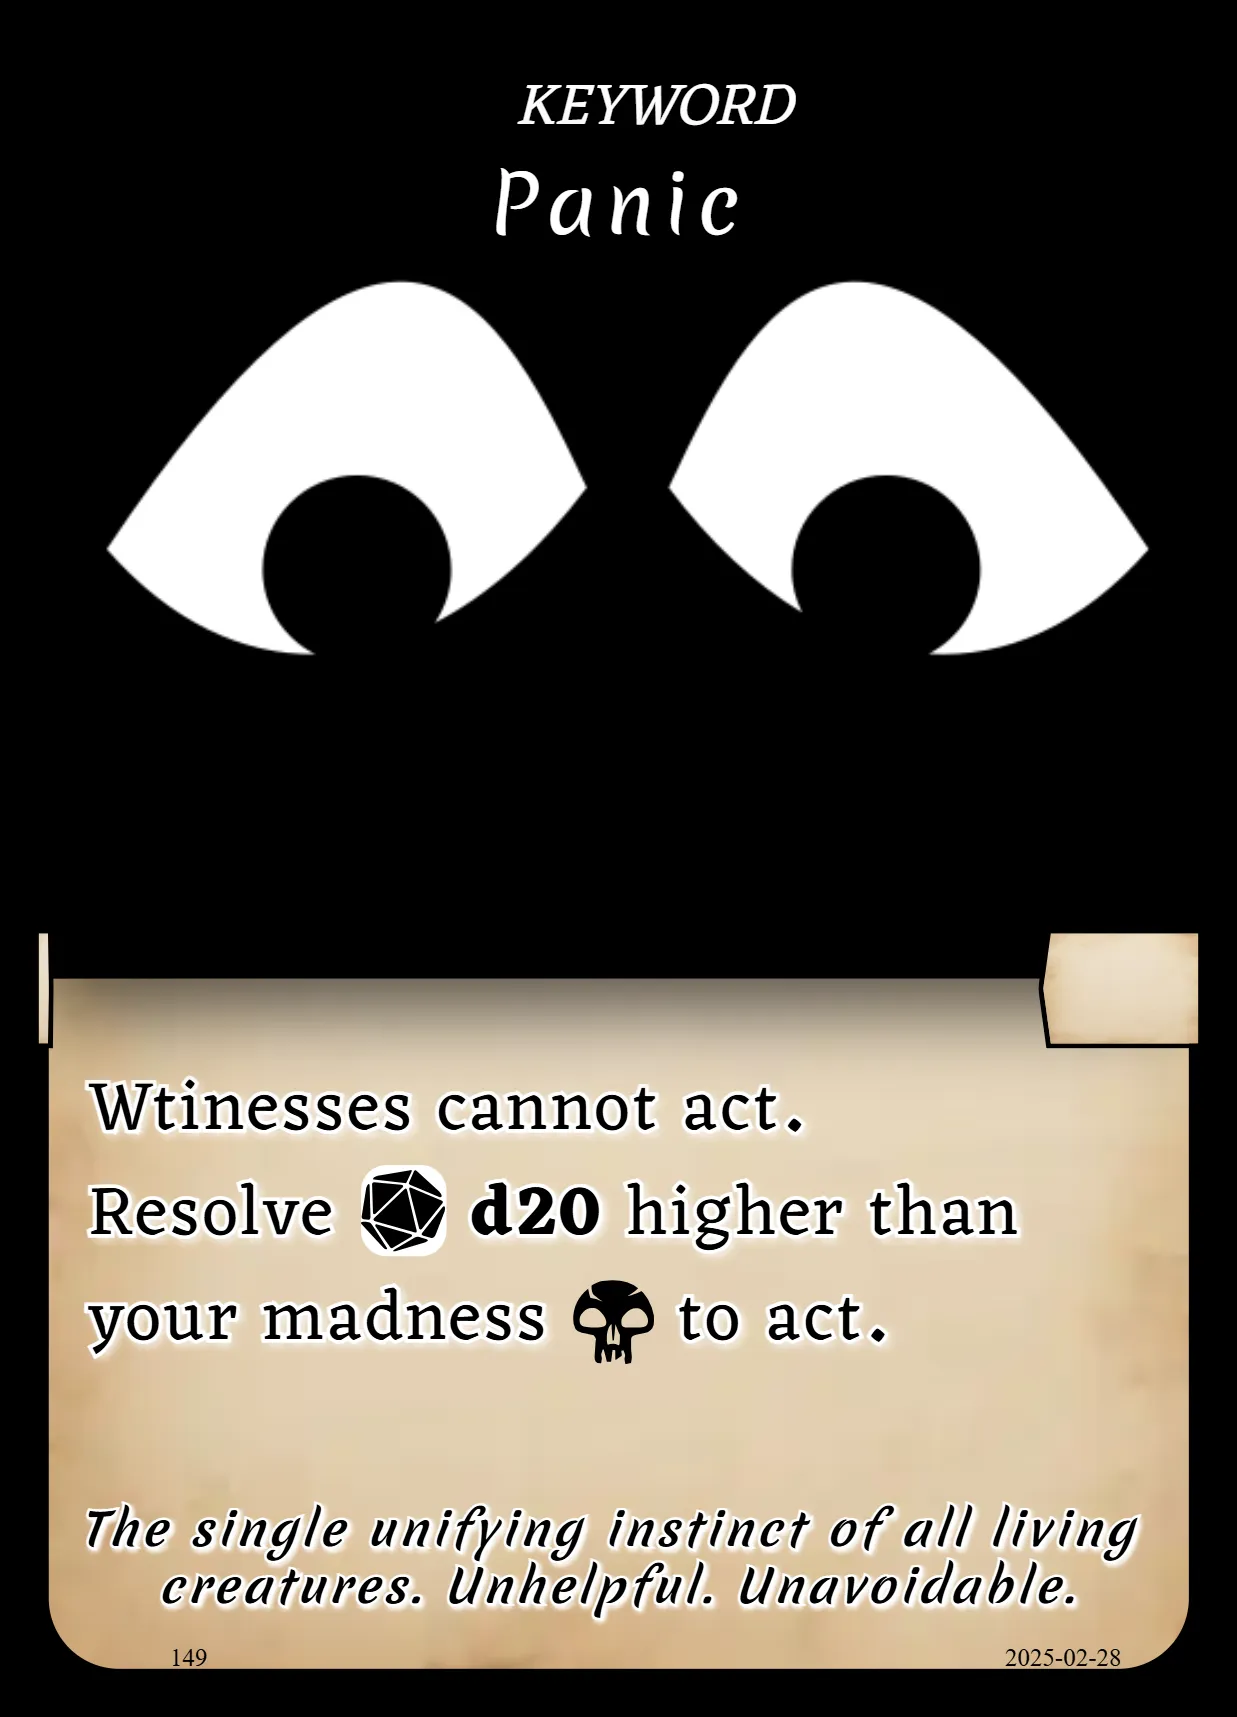 KEYWORD
Panic
Wtinesses cannot act.
Resolve d20 higher than
your madness to act.
The single unifying instinct of all living
creatures. Unhelpful. Unavoidable.
149 2025-02-28